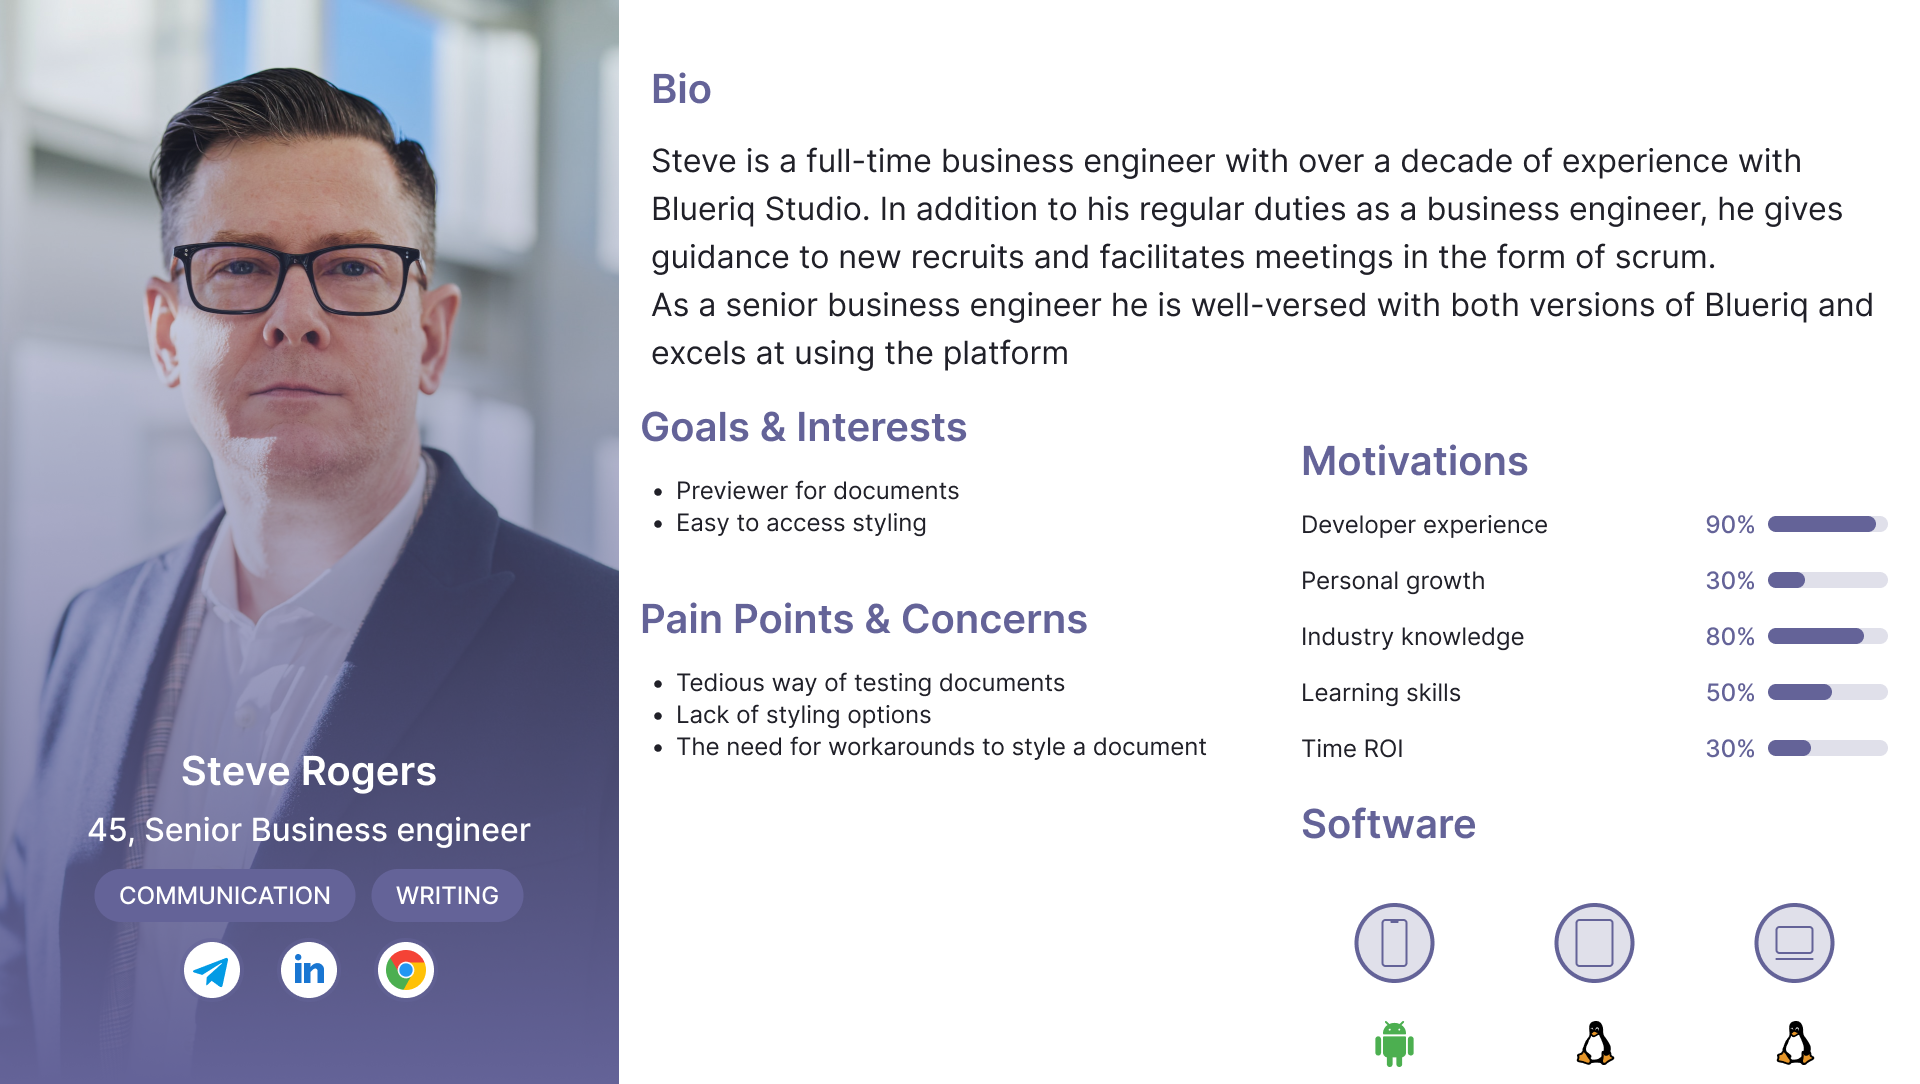 Steve Rogers
45, Senior Business engineer
COMMUNICATION
WRITING
in
Bio
Steve is a full-time business engineer with over a decade of experience with
Blueriq Studio. In addition to his regular duties as a business engineer, he gives
guidance to new recruits and facilitates meetings in the form of scrum.
As a senior business engineer he is well-versed with both versions of Blueriq and
excels at using the platform
Goals & Interests
• Previewer for documents
• Easy to access styling
Pain Points & Concerns
• Tedious way of testing documents
• Lack of styling options
• The need for workarounds to style a document
Motivations
Developer experience 90%
Personal growth 30%
Industry knowledge 80%
Learning skills 50%
Time ROI 30%
Software